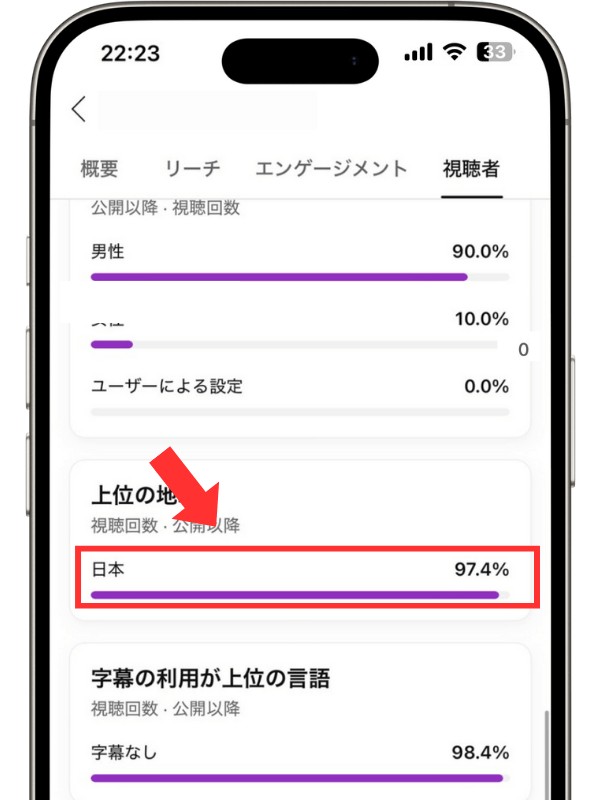 22:23
33
概要 リーチ エンゲージメント 視聴者
公開以降・視聴回数
男性 90.0%
10.0%
0
ユーザーによる設定 0.0%
上位の地
視聴回数・公開以降
日本 97.4%
字幕の利用が上位の言語
視聴回数・公開以降
字幕なし 98.4%